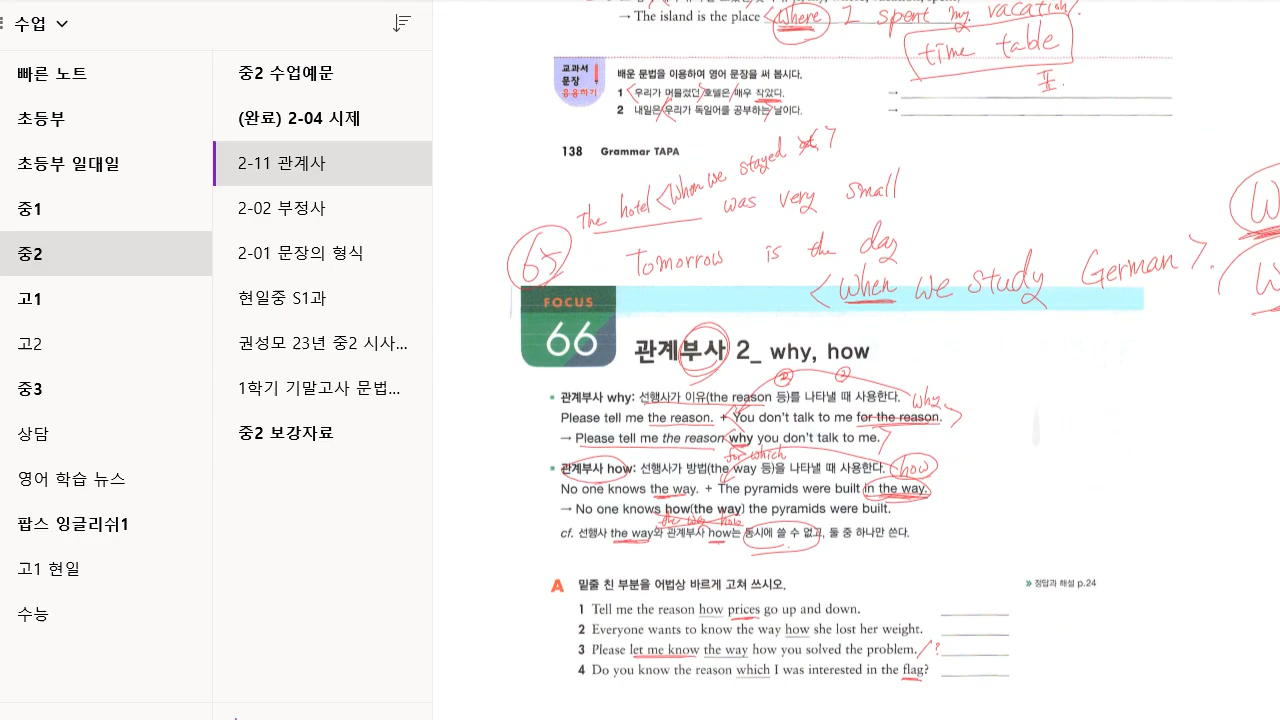 수업
빠른 노트
초등부
초등부 일대일
중1
중2
고1
고2
중3
상담
영어 학습 뉴스
팝스 잉글리쉬1
고1 현일
수능
중2 수업예문
(완료) 2-04 시제
2-11 관계사
2-02 부정사
2-01 문장의 형식
현일중 S1과
권성모 23년 중2 시사...
1학기 기말고사 문법...
중2 보강자료
→ The island is the place <where I spent my vacation>.
time table
II.
교과서
문장
응용하기
배운 문법을 이용하여 영어 문장을 써 봅시다.
1 우리가 머물렀던 호텔은 매우 작았다. →
2 내일은 우리가 독일어를 공부하는 날이다. →
138 Grammar TAPA
The hotel <When we stayed at> was very small
65
Tomorrow is the day
<When we study German>.
FOCUS
66
관계부사 2_ why, how
② ②
• 관계부사 why: 선행사가 이유(the reason 등)를 나타낼 때 사용한다.
why
Please tell me the reason. + You don't talk to me for the reason.
→ Please tell me the reason why you don't talk to me.
for which
• 관계부사 how: 선행사가 방법(the way 등)을 나타낼 때 사용한다.
how
No one knows the way. + The pyramids were built in the way.
→ No one knows how(the way) the pyramids were built.
the way how
cf. 선행사 the way와 관계부사 how는 동시에 쓸 수 없고, 둘 중 하나만 쓴다.
A 밑줄 친 부분을 어법상 바르게 고쳐 쓰시오.
» 정답과 해설 p.24
1 Tell me the reason how prices go up and down.
2 Everyone wants to know the way how she lost her weight.
3 Please let me know the way how you solved the problem. / ?
4 Do you know the reason which I was interested in the flag?